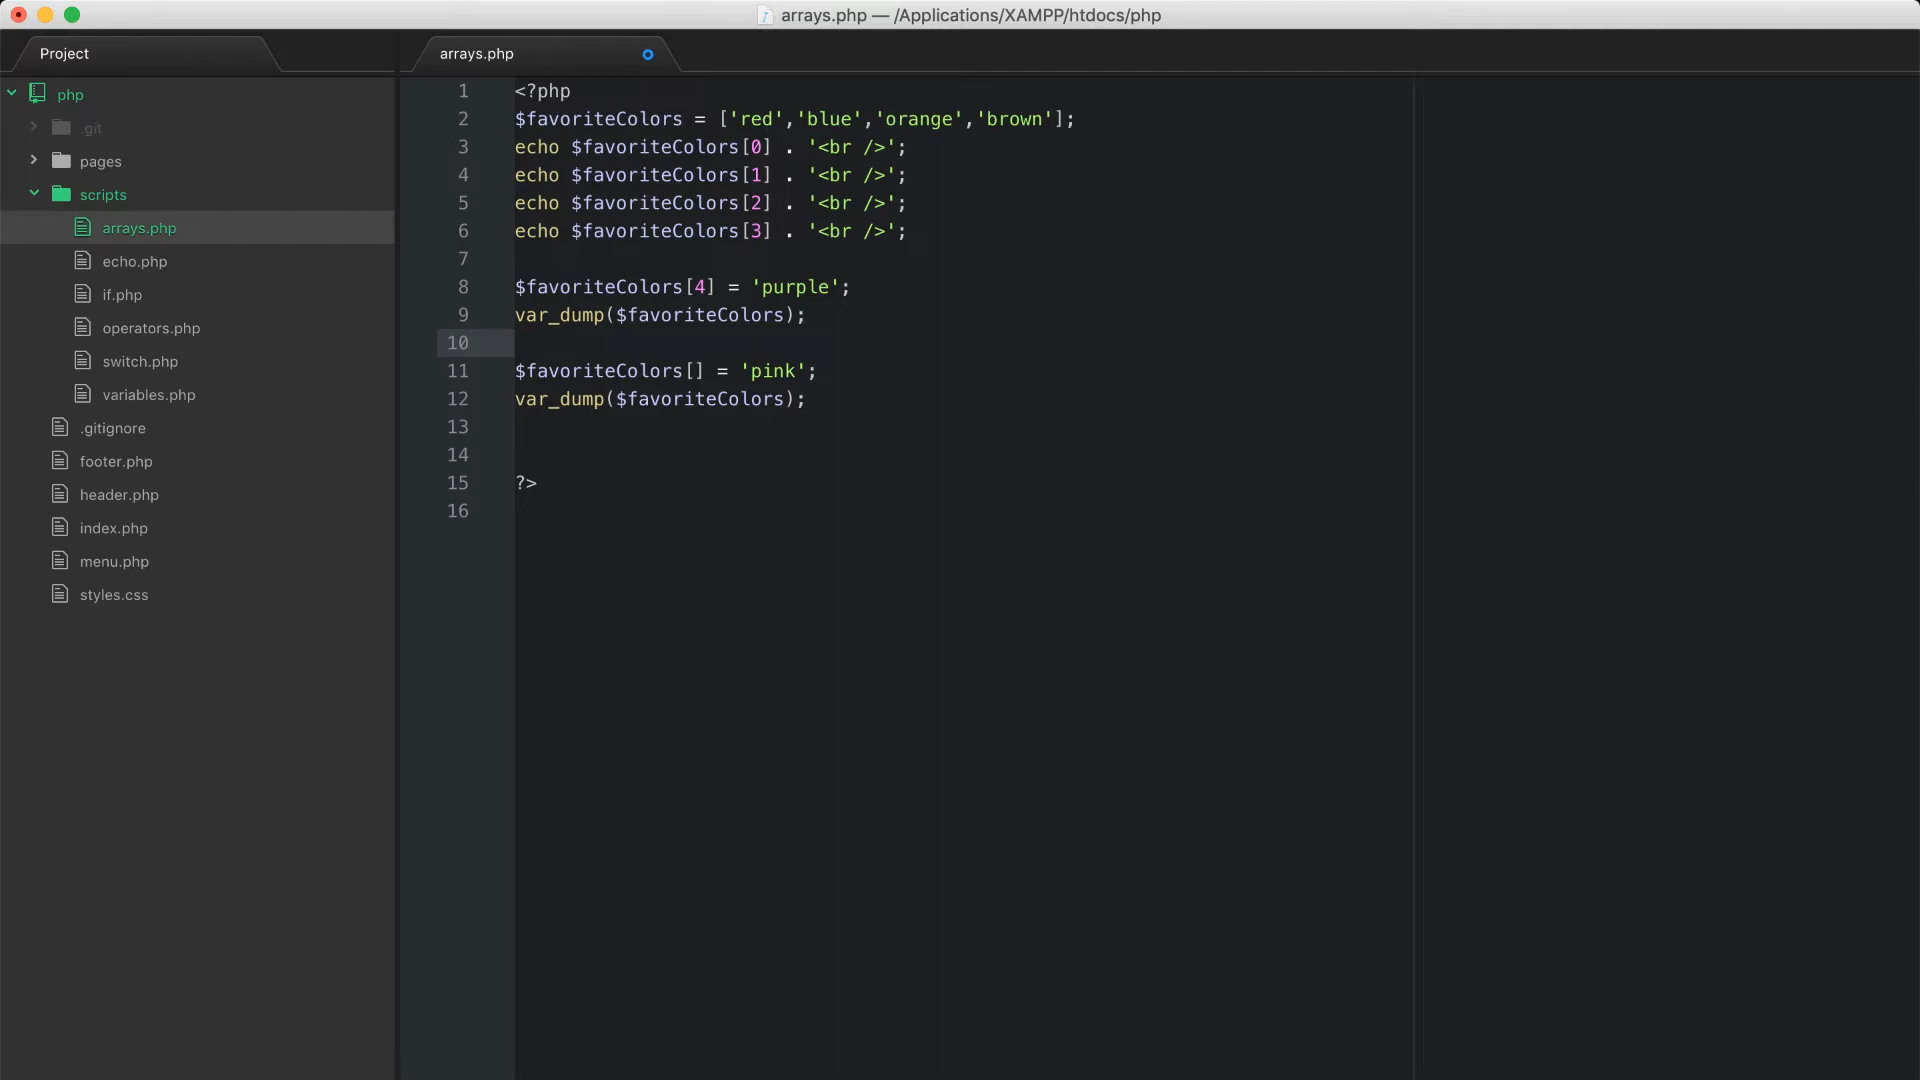 arrays.php — /Applications/XAMPP/htdocs/php
Project
arrays.php
php
.git
pages
scripts
arrays.php
echo.php
if.php
operators.php
switch.php
variables.php
.gitignore
footer.php
header.php
index.php
menu.php
styles.css
1 <?php
2 $favoriteColors = ['red','blue','orange','brown'];
3 echo $favoriteColors[0] . '<br />';
4 echo $favoriteColors[1] . '<br />';
5 echo $favoriteColors[2] . '<br />';
6 echo $favoriteColors[3] . '<br />';
7
8 $favoriteColors[4] = 'purple';
9 var_dump($favoriteColors);
10
11 $favoriteColors[] = 'pink';
12 var_dump($favoriteColors);
13
14
15 ?>
16